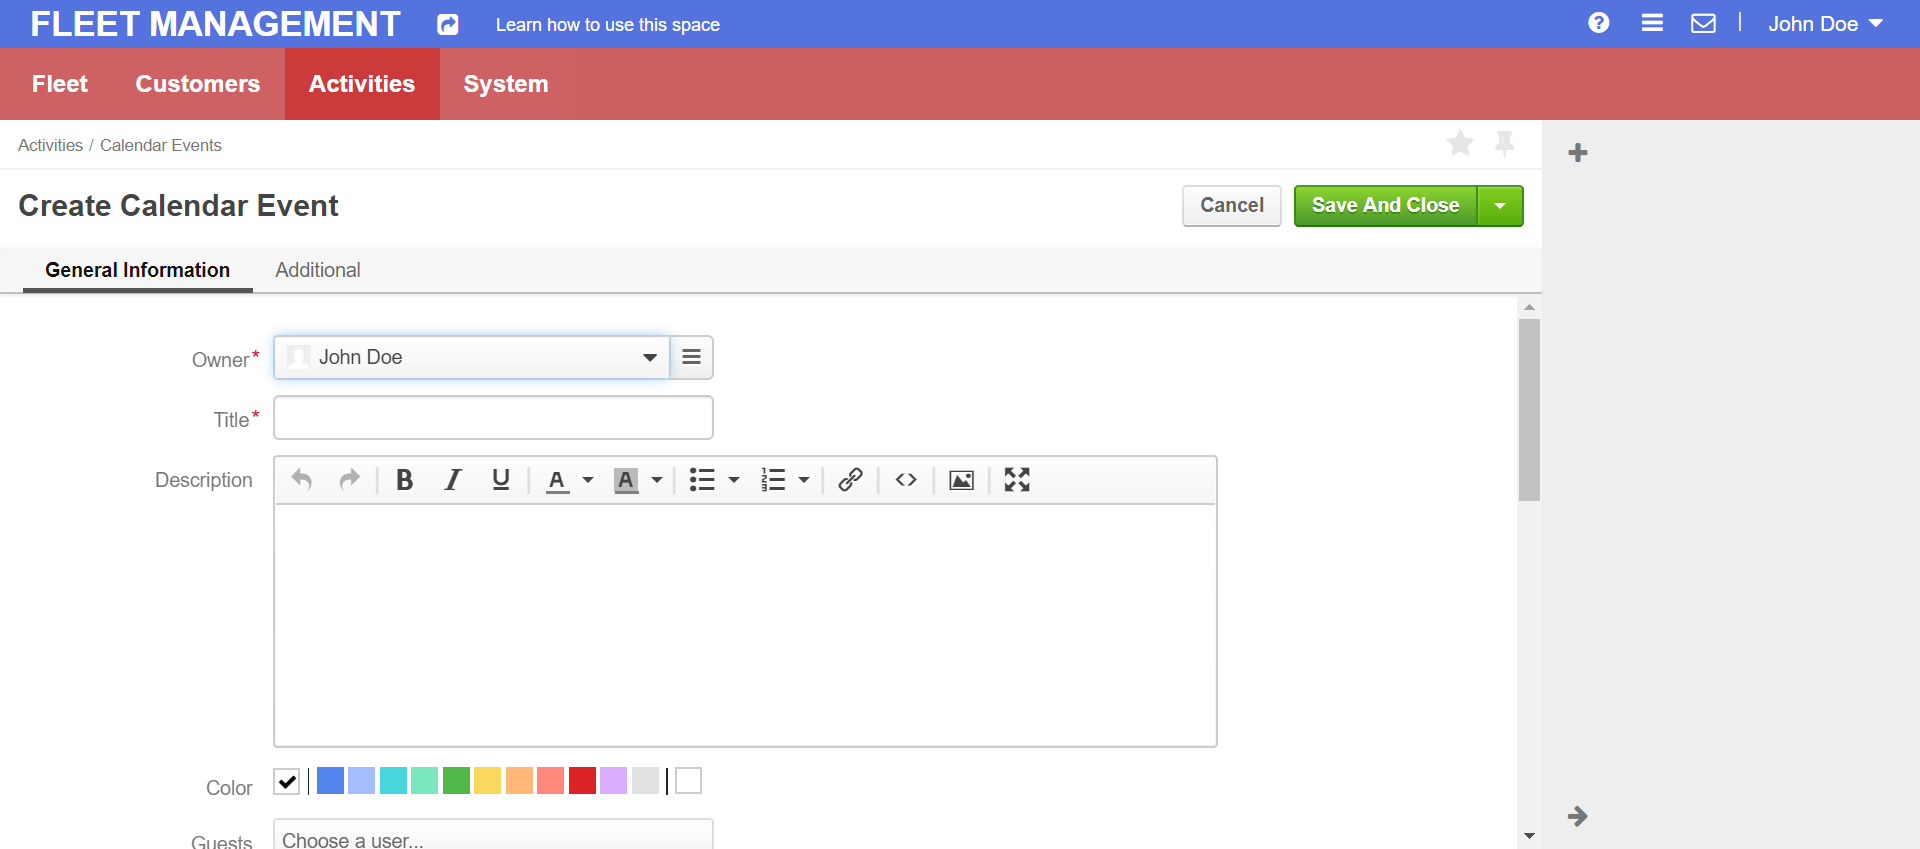 FLEET MANAGEMENT Learn how to use this space John Doe
Fleet Customers Activities System
Activities / Calendar Events
Create Calendar Event Cancel Save And Close
General Information Additional
Owner* John Doe
Title*
Description B I U A A
Color
Guests Choose a user...